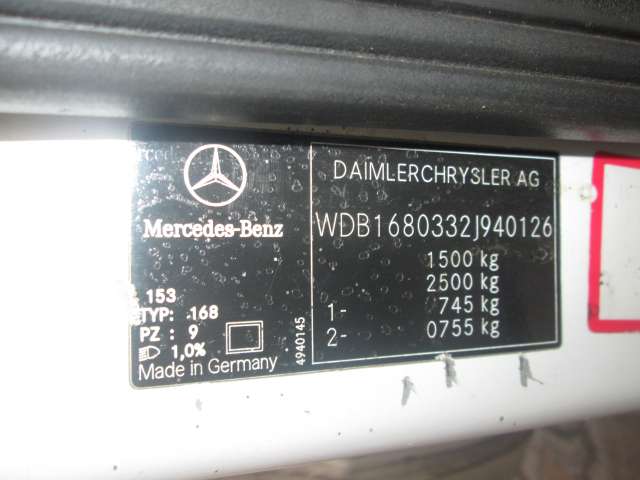 Mercedes-Benz
153
TYP: 168
PZ : 9
1,0%
Made in Germany
4940145
DAIMLERCHRYSLER AG
WDB1680332J940126
1500 kg
2500 kg
1- 745 kg
2- 0755 kg